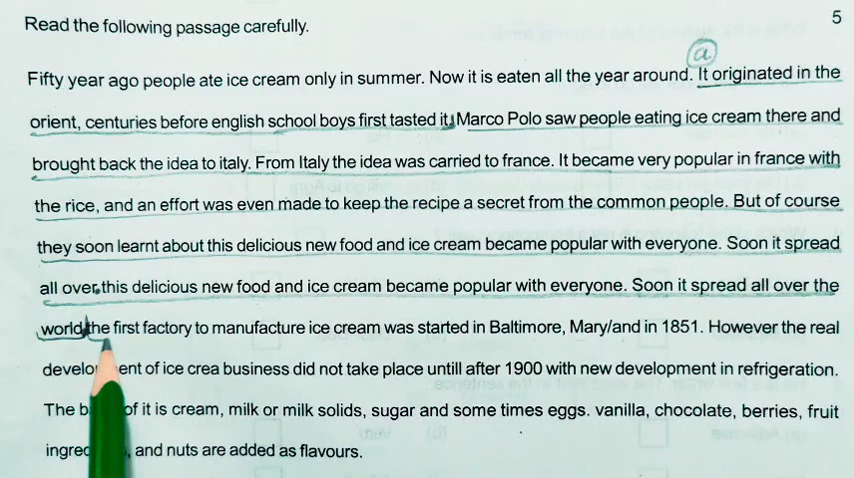 5
Read the following passage carefully.
a
Fifty year ago people ate ice cream only in summer. Now it is eaten all the year around. It originated in the
orient, centuries before english school boys first tasted it, Marco Polo saw people eating ice cream there and
brought back the idea to italy. From Italy the idea was carried to france. It became very popular in france with
the rice, and an effort was even made to keep the recipe a secret from the common people. But of course
they soon learnt about this delicious new food and ice cream became popular with everyone. Soon it spread
all over this delicious new food and ice cream became popular with everyone. Soon it spread all over the
world the first factory to manufacture ice cream was started in Baltimore, Mary/and in 1851. However the real
ent of ice crea business did not take place untill after 1900 with new development in refrigeration.
The of it is cream, milk or milk solids, sugar and some times eggs. vanilla, chocolate, berries, fruit
and nuts are added as flavours.